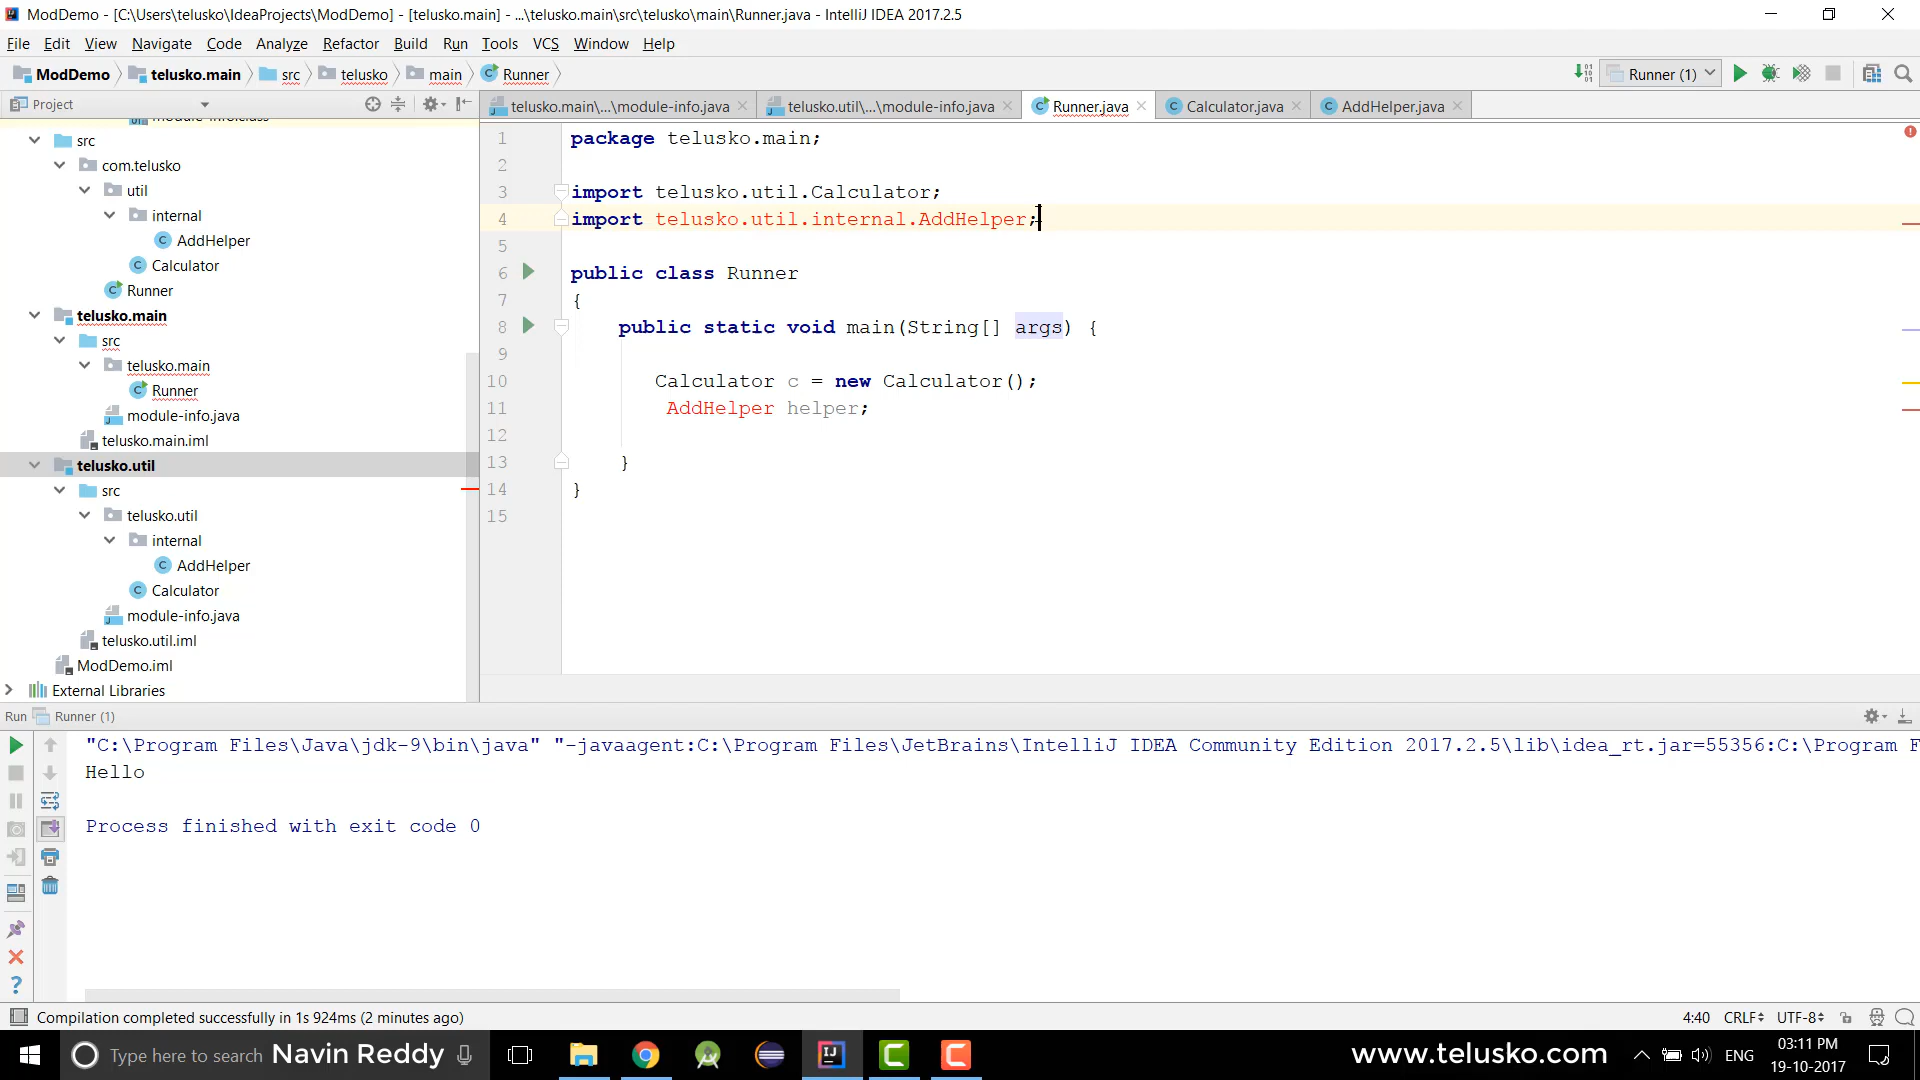 ModDemo - [C:\Users\telusko\IdeaProjects\ModDemo] - [telusko.main] - ...\telusko.main\src\telusko\main\Runner.java - IntelliJ IDEA 2017.2.5
File Edit View Navigate Code Analyze Refactor Build Run Tools VCS Window Help
ModDemo telusko.main src telusko main Runner Runner (1)
Project
telusko.main\...\module-info.java telusko.util\...\module-info.java Runner.java Calculator.java AddHelper.java
module-info.class
src
com.telusko
util
internal
AddHelper
Calculator
Runner
telusko.main
src
telusko.main
Runner
module-info.java
telusko.main.iml
telusko.util
src
telusko.util
internal
AddHelper
Calculator
module-info.java
telusko.util.iml
ModDemo.iml
External Libraries
1 package telusko.main;
2
3 import telusko.util.Calculator;
4 import telusko.util.internal.AddHelper;
5
6 public class Runner
7 {
8 public static void main(String[] args) {
9
10 Calculator c = new Calculator();
11 AddHelper helper;
12
13 }
14 }
15
Run Runner (1)
"C:\Program Files\Java\jdk-9\bin\java" "-javaagent:C:\Program Files\JetBrains\IntelliJ IDEA Community Edition 2017.2.5\lib\idea_rt.jar=55356:C:\Program F
Hello
Process finished with exit code 0
Compilation completed successfully in 1s 924ms (2 minutes ago)
4:40 CRLF UTF-8
Type here to search Navin Reddy
www.telusko.com
ENG
03:11 PM
19-10-2017